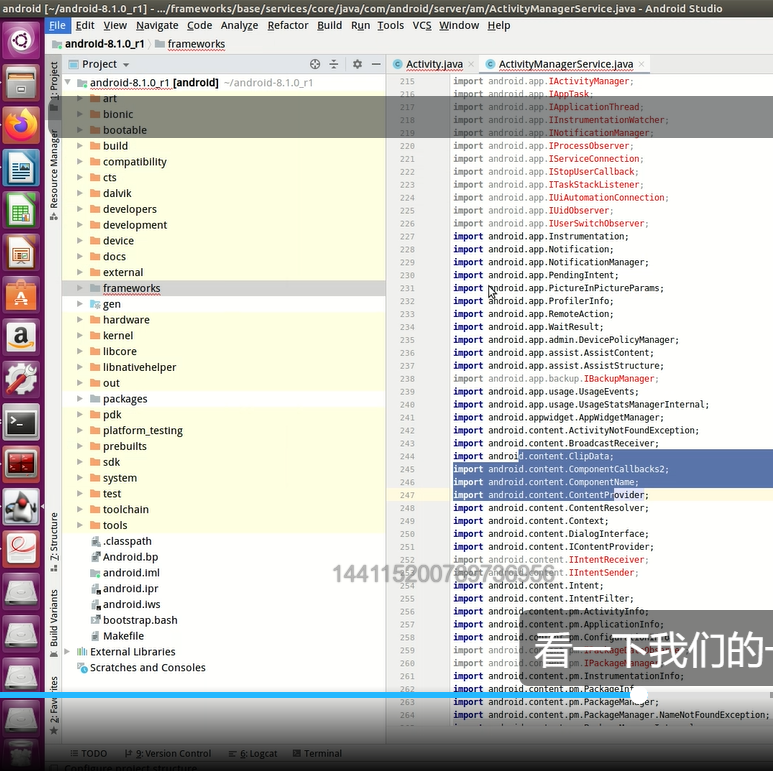 android [~/android-8.1.0_r1] - .../frameworks/base/services/core/java/com/android/server/am/ActivityManagerService.java - Android Studio
File Edit View Navigate Code Analyze Refactor Build Run Tools VCS Window Help
android-8.1.0_r1 frameworks
Project
Activity.java
ActivityManagerService.java
1: Project
Resource Manager
Z: Structure
Build Variants
2: Favorites
android-8.1.0_r1 [android] ~/android-8.1.0_r1
art
bionic
bootable
build
compatibility
cts
dalvik
developers
development
device
docs
external
frameworks
gen
hardware
kernel
libcore
libnativehelper
out
packages
pdk
platform_testing
prebuilts
sdk
system
test
toolchain
tools
.classpath
Android.bp
android.iml
android.ipr
android.iws
bootstrap.bash
Makefile
External Libraries
Scratches and Consoles
215 import android.app.IActivityManager;
216 import android.app.IAppTask;
217 import android.app.IApplicationThread;
218 import android.app.IInstrumentationWatcher;
219 import android.app.INotificationManager;
220 import android.app.IProcessObserver;
221 import android.app.IServiceConnection;
222 import android.app.IStopUserCallback;
223 import android.app.ITaskStackListener;
224 import android.app.IUiAutomationConnection;
225 import android.app.IUidObserver;
226 import android.app.IUserSwitchObserver;
227 import android.app.Instrumentation;
228 import android.app.Notification;
229 import android.app.NotificationManager;
230 import android.app.PendingIntent;
231 import android.app.PictureInPictureParams;
232 import android.app.ProfilerInfo;
233 import android.app.RemoteAction;
234 import android.app.WaitResult;
235 import android.app.admin.DevicePolicyManager;
236 import android.app.assist.AssistContent;
237 import android.app.assist.AssistStructure;
238 import android.app.backup.IBackupManager;
239 import android.app.usage.UsageEvents;
240 import android.app.usage.UsageStatsManagerInternal;
241 import android.appwidget.AppWidgetManager;
242 import android.content.ActivityNotFoundException;
243 import android.content.BroadcastReceiver;
244 import android.content.ClipData;
245 import android.content.ComponentCallbacks2;
246 import android.content.ComponentName;
247 import android.content.ContentProvider;
248 import android.content.ContentResolver;
249 import android.content.Context;
250 import android.content.DialogInterface;
251 import android.content.IContentProvider;
252 import android.content.IIntentReceiver;
253 import android.content.IIntentSender;
254 import android.content.Intent;
255 import android.content.IntentFilter;
256 import android.content.pm.ActivityInfo;
257 import android.content.pm.ApplicationInfo;
258 import android.content.pm.ConfigurationInfo;
259 import android.content.pm.IPackageDataObserver;
260 import android.content.pm.IPackageManager;
261 import android.content.pm.InstrumentationInfo;
262 import android.content.pm.PackageInfo;
263 import android.content.pm.PackageManager;
264 import android.content.pm.PackageManager.NameNotFoundException;
144115200789736956
看一下我们的一
TODO 9: Version Control 6: Logcat Terminal
Configure project structure